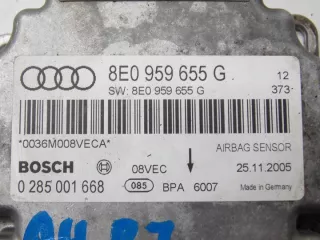 8E0 959 655 G 12
SW: 8E0 959 655 G 373
*0036M008VECA* AIRBAG SENSOR
BOSCH 08VEC 25.11.2005
0 285 001 668 085 BPA 6007 Made in Germany